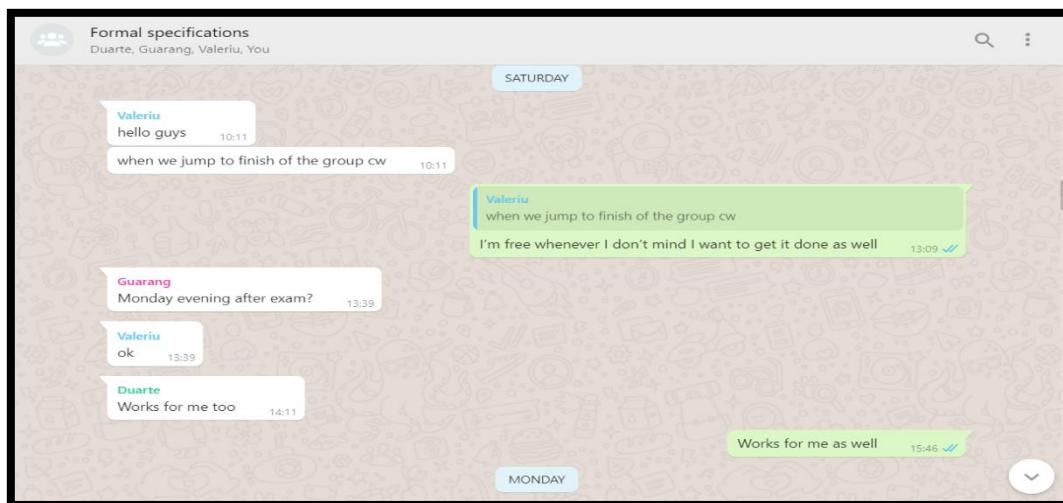 Formal specifications
Duarte, Guarang, Valeriu, You
SATURDAY
Valeriu
hello guys 10:11
when we jump to finish of the group cw 10:11
Valeriu
when we jump to finish of the group cw
I'm free whenever I don't mind I want to get it done as well 13:09
Guarang
Monday evening after exam? 13:39
Valeriu
ok 13:39
Duarte
Works for me too 14:11
Works for me as well 15:46
MONDAY